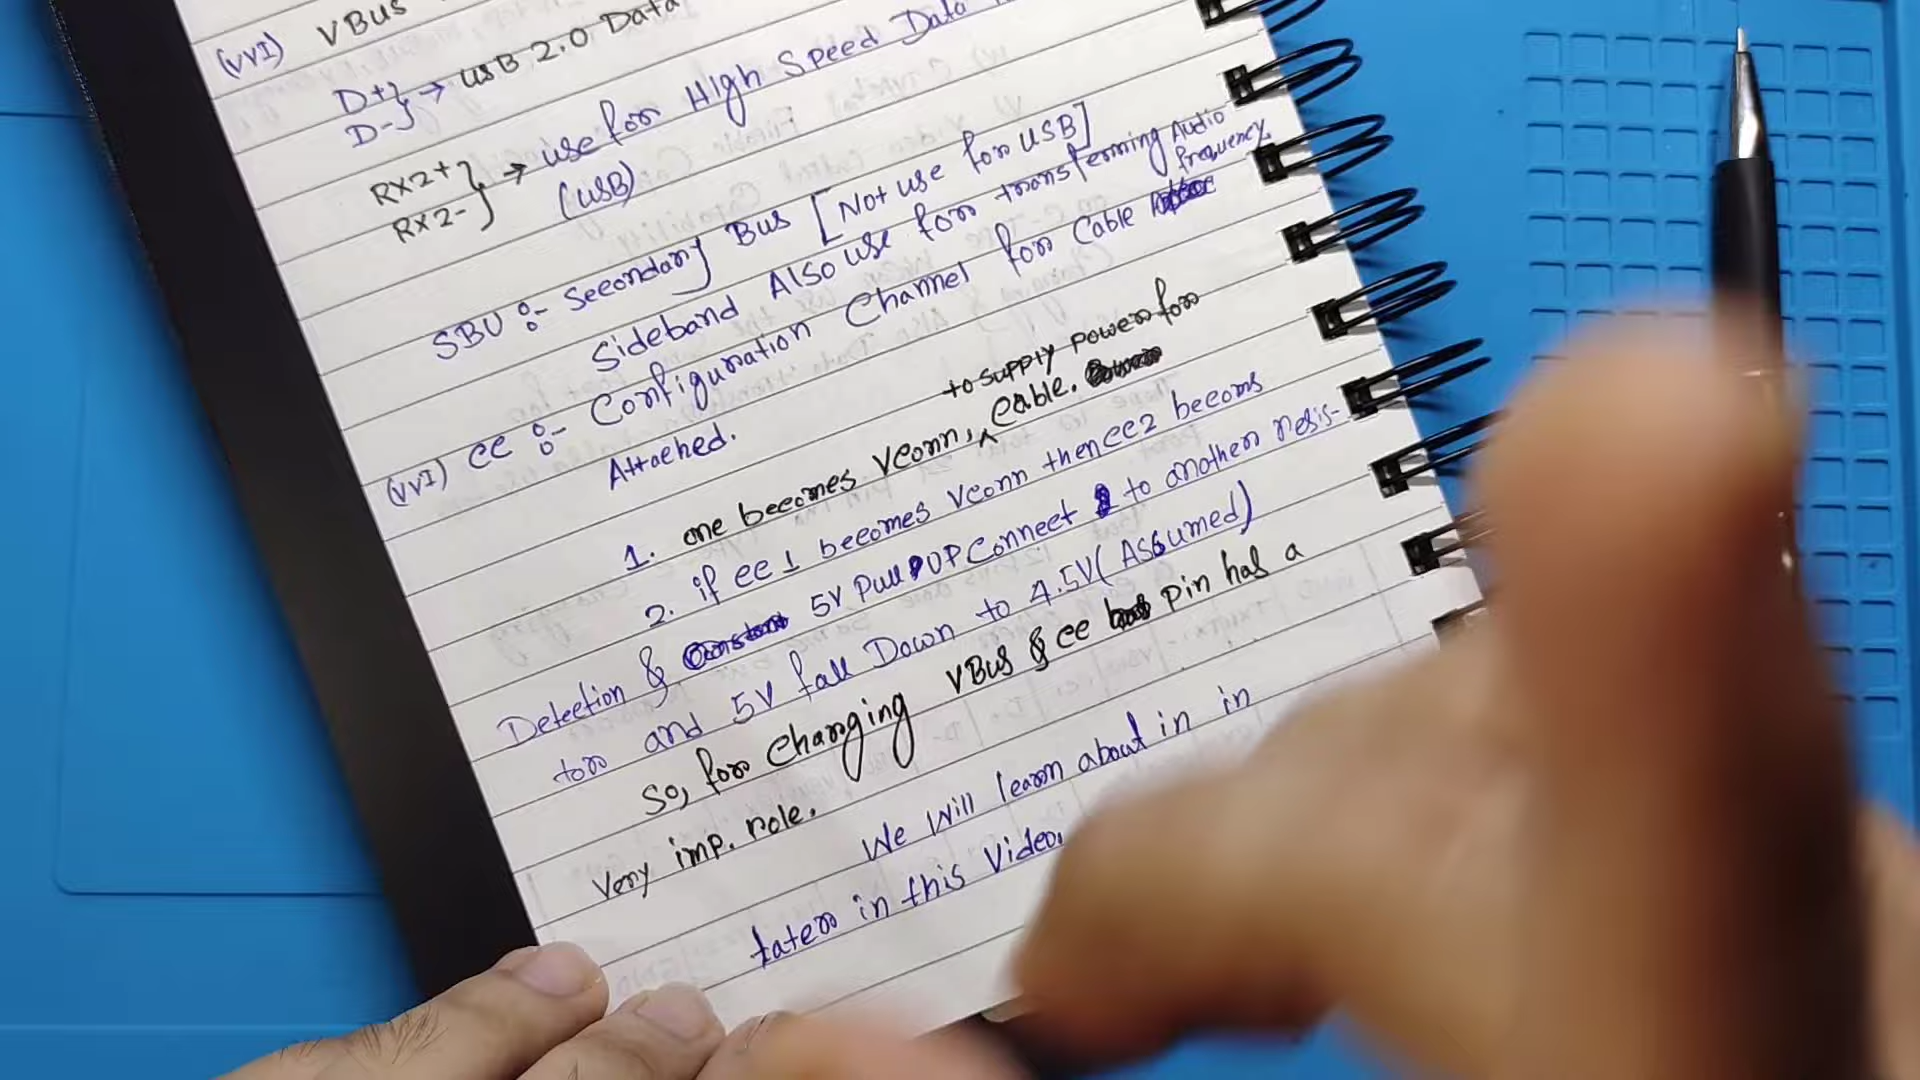 (VVI) VBus
D+} → USB 2.0 Data
D-}
RX2+} → use for High Speed Data
RX2-} (USB)
SBU :- Secondary Bus [Not use for USB]
Sideband Also use for transferring Audio frequency
(VVI) CC :- Configuration Channel for Cable
Attached.
to supply power for
1. one becomes Vconn, ^ Cable.
2. if CC1 becomes Vconn then CC2 becoms
Detection & 5V Pull UP Connect to another resis-
tor and 5V fall Down to 4.5V (Assumed)
So, for Charging VBus & CC Pin has a
Very imp. role.
We will learn about in in
later in this Video.